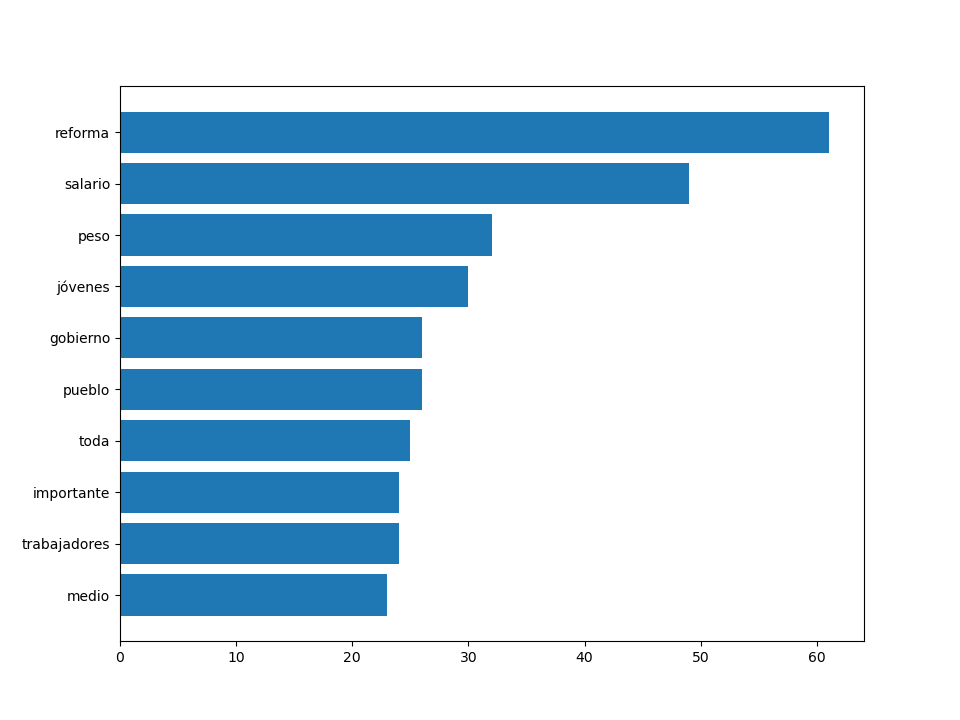 reforma
salario
peso
jóvenes
gobierno
pueblo
toda
importante
trabajadores
medio
0 10 20 30 40 50 60